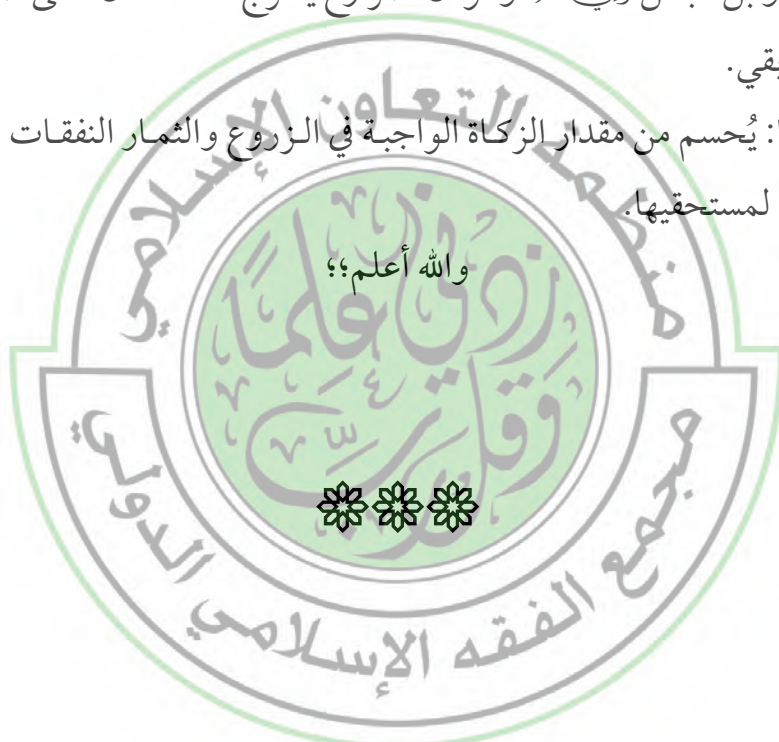 يقي.
: يُحسم من مقدار الزكاة الواجبة في الزروع والثمار النفقات
لمستحقيها.
والله أعلم؛؛
منظمة التعاون الإسلامي
وقل رب
زدني علما
مجمع الفقه الإسلامي الدولي